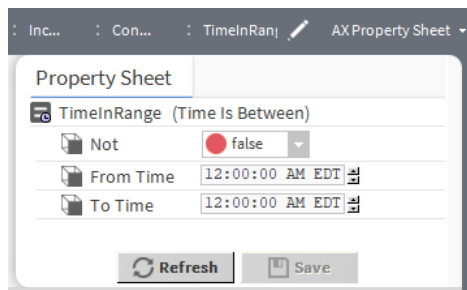 : Inc... : Con... : TimeInRang AX Property Sheet
Property Sheet
TimeInRange (Time Is Between)
Not false
From Time 12:00:00 AM EDT
To Time 12:00:00 AM EDT
Refresh Save